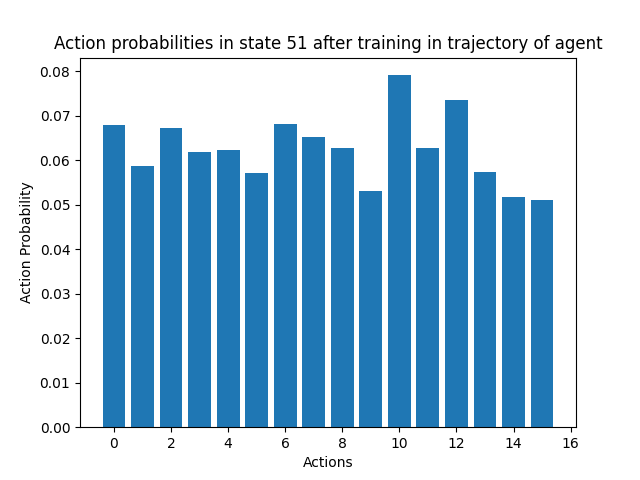 Action probabilities in state 51 after training in trajectory of agent
0.08
0.07
0.06
0.05
0.04
0.03
0.02
0.01
0.00
Action Probability
0 2 4 6 8 10 12 14 16
Actions